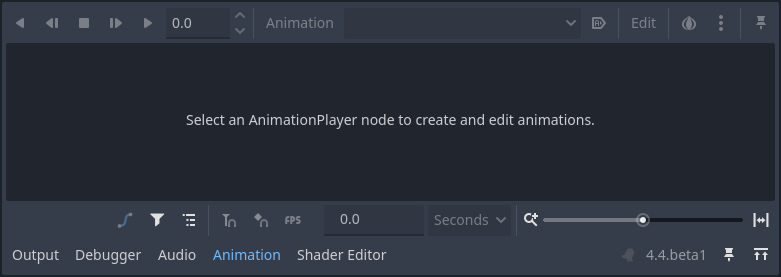 0.0 Animation Edit
Select an AnimationPlayer node to create and edit animations.
FPS 0.0 Seconds
Output Debugger Audio Animation Shader Editor 4.4.beta1